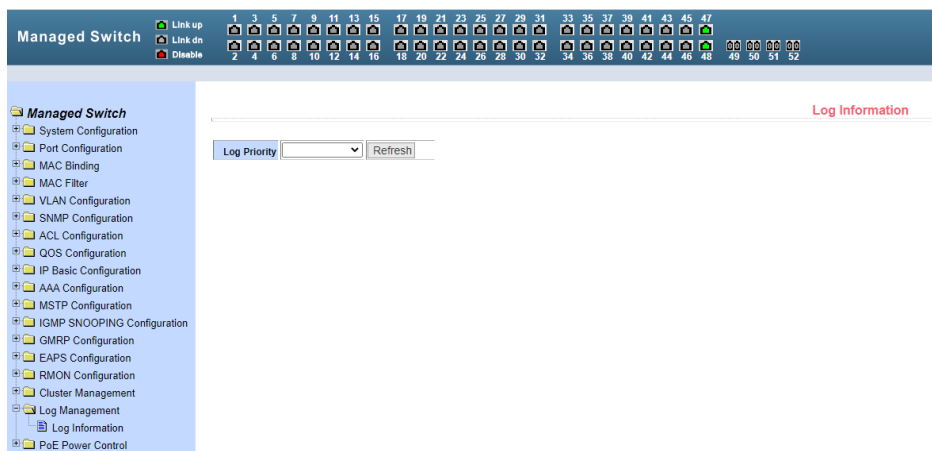 Managed Switch
Link up
Link dn
Disable
1 3 5 7 9 11 13 15 17 19 21 23 25 27 29 31 33 35 37 39 41 43 45 47
2 4 6 8 10 12 14 16 18 20 22 24 26 28 30 32 34 36 38 40 42 44 46 48 49 50 51 52
Managed Switch
System Configuration
Port Configuration
MAC Binding
MAC Filter
VLAN Configuration
SNMP Configuration
ACL Configuration
QOS Configuration
IP Basic Configuration
AAA Configuration
MSTP Configuration
IGMP SNOOPING Configuration
GMRP Configuration
EAPS Configuration
RMON Configuration
Cluster Management
Log Management
Log Information
PoE Power Control
Log Information
Log Priority Refresh